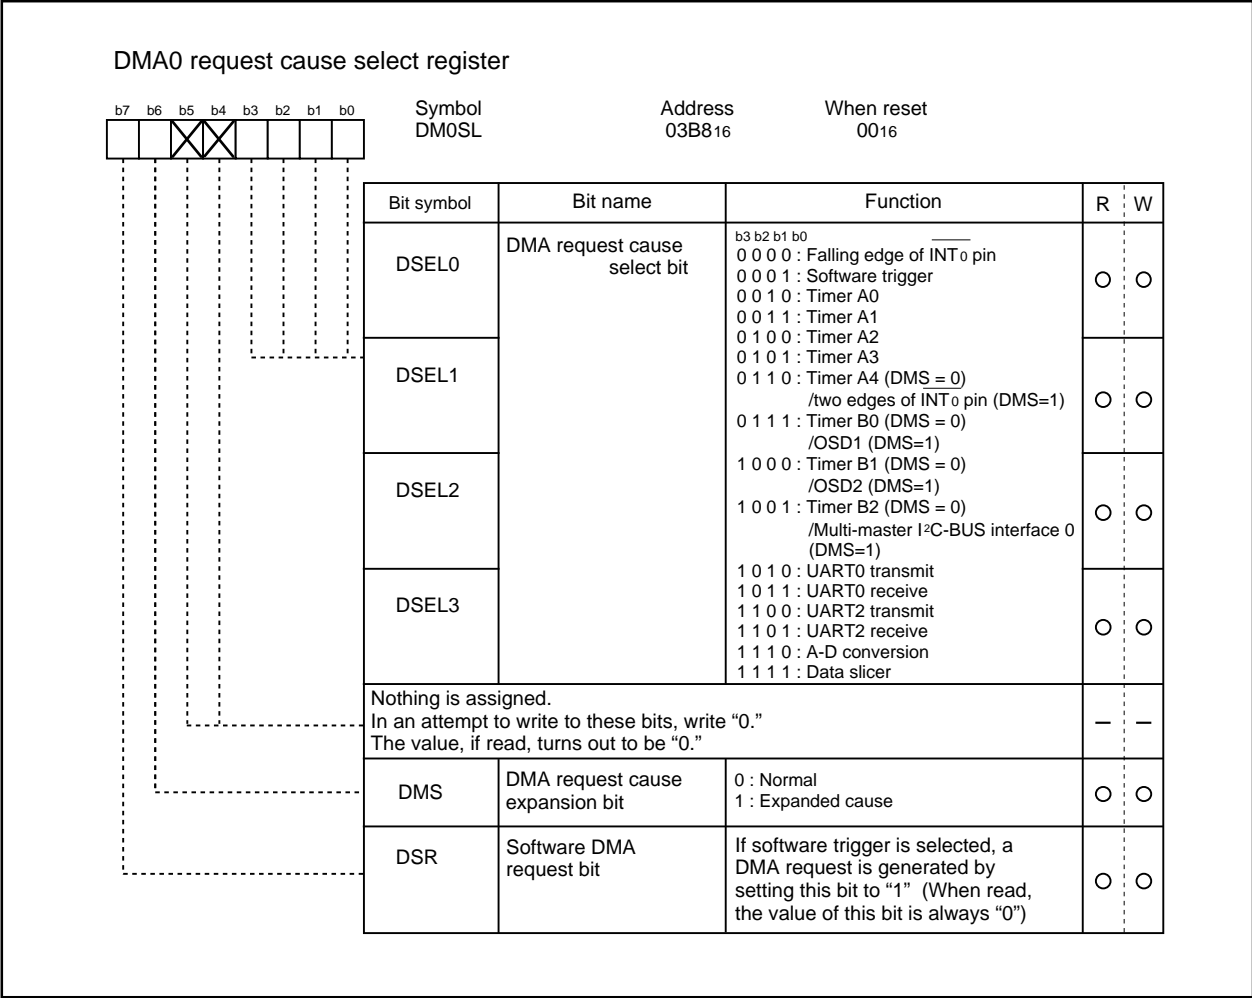 DMA0 request cause select register
b7 b6 b5 b4 b3 b2 b1 b0
Symbol Address When reset
DM0SL 03B816 0016
Bit symbol Bit name Function R W
DSEL0
DMA request cause
select bit
b3 b2 b1 b0
0 0 0 0 : Falling edge of INT0 pin
0 0 0 1 : Software trigger
0 0 1 0 : Timer A0
0 0 1 1 : Timer A1
0 1 0 0 : Timer A2
0 1 0 1 : Timer A3
DSEL1
0 1 1 0 : Timer A4 (DMS = 0)
/two edges of INT0 pin (DMS=1)
0 1 1 1 : Timer B0 (DMS = 0)
/OSD1 (DMS=1)
DSEL2
1 0 0 0 : Timer B1 (DMS = 0)
/OSD2 (DMS=1)
1 0 0 1 : Timer B2 (DMS = 0)
/Multi-master I²C-BUS interface 0
(DMS=1)
DSEL3
1 0 1 0 : UART0 transmit
1 0 1 1 : UART0 receive
1 1 0 0 : UART2 transmit
1 1 0 1 : UART2 receive
1 1 1 0 : A-D conversion
1 1 1 1 : Data slicer
Nothing is assigned.
In an attempt to write to these bits, write “0.”
The value, if read, turns out to be “0.”
– –
DMS
DMA request cause
expansion bit
0 : Normal
1 : Expanded cause
DSR
Software DMA
request bit
If software trigger is selected, a
DMA request is generated by
setting this bit to “1” (When read,
the value of this bit is always “0”)